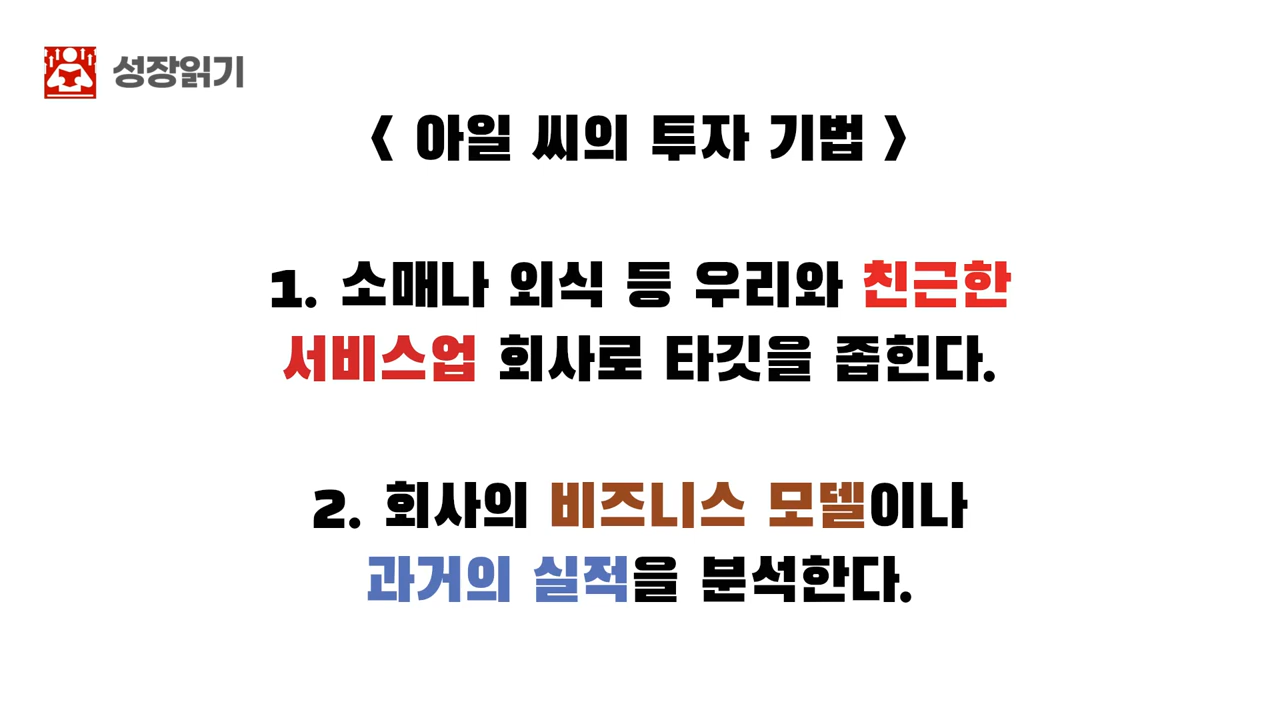 성장읽기
< 아일 씨의 투자 기법 >
1. 소매나 외식 등 우리와 친근한
서비스업 회사로 타깃을 좁힌다.
2. 회사의 비즈니스 모델이나
과거의 실적을 분석한다.